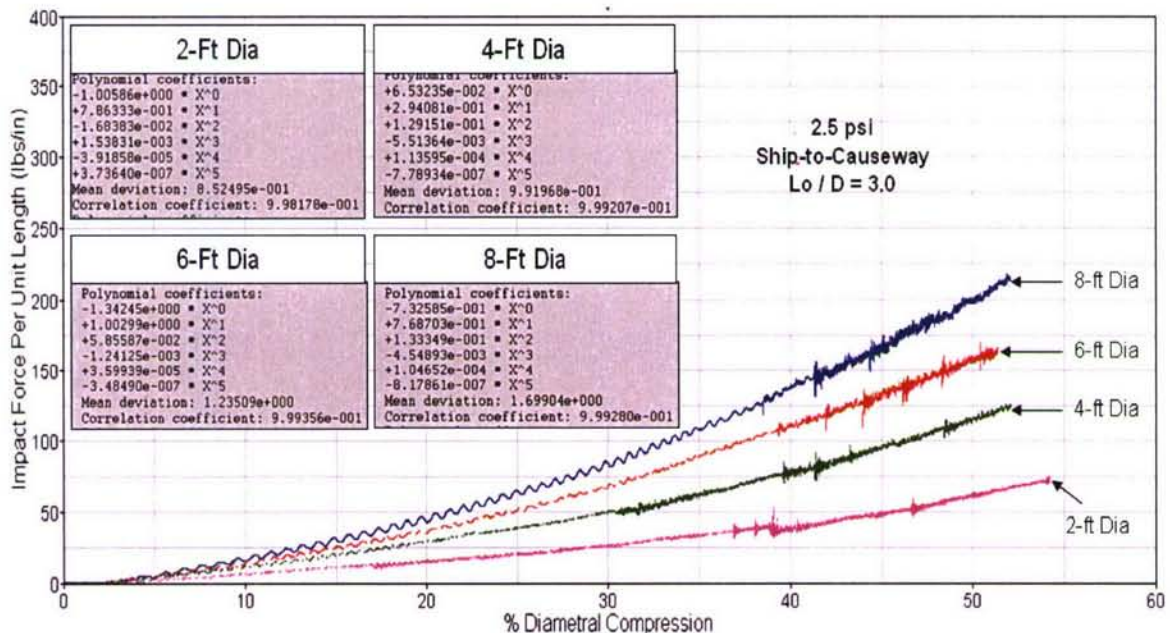 400
350
300
250
200
150
100
50
0
Impact Force Per Unit Length (lbs/in)
2-Ft Dia
Polynomial coefficients:
-1.00586e+000 * X^0
+7.86333e-001 * X^1
-1.68383e-002 * X^2
+1.53831e-003 * X^3
-3.91858e-005 * X^4
+3.73640e-007 * X^5
Mean deviation: 8.52495e-001
Correlation coefficient: 9.98178e-001
4-Ft Dia
Polynomial coefficients:
+6.53235e-002 * X^0
+2.94081e-001 * X^1
+1.29151e-001 * X^2
-5.51364e-003 * X^3
+1.13595e-004 * X^4
-7.78934e-007 * X^5
Mean deviation: 9.91968e-001
Correlation coefficient: 9.99207e-001
6-Ft Dia
Polynomial coefficients:
-1.34245e+000 * X^0
+1.00299e+000 * X^1
+5.85587e-002 * X^2
-1.24125e-003 * X^3
+3.59939e-005 * X^4
-3.48490e-007 * X^5
Mean deviation: 1.23509e+000
Correlation coefficient: 9.99356e-001
8-Ft Dia
Polynomial coefficients:
-7.32585e-001 * X^0
+7.68703e-001 * X^1
+1.33349e-001 * X^2
-4.54893e-003 * X^3
+1.04652e-004 * X^4
-8.17861e-007 * X^5
Mean deviation: 1.69904e+000
Correlation coefficient: 9.99280e-001
2.5 psi
Ship-to-Causeway
Lo / D = 3.0
8-ft Dia
6-ft Dia
4-ft Dia
2-ft Dia
0 10 20 30 40 50 60
% Diametral Compression